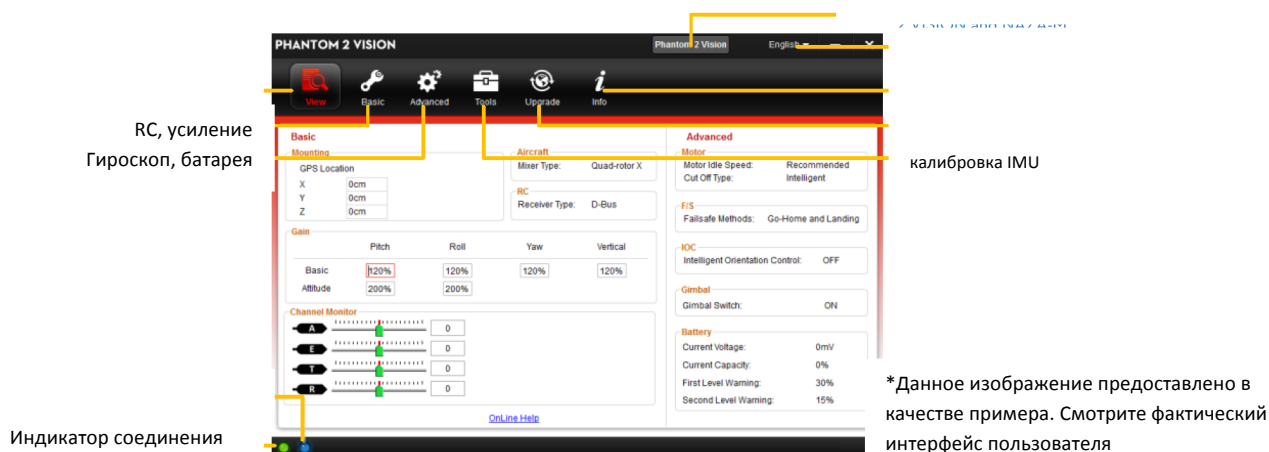 PHANTOM 2 VISION
Phantom 2 Vision
English
View
Basic
Advanced
Tools
Upgrade
Info
RC, усиление
Гироскоп, батарея
калибровка IMU
Basic
Mounting
GPS Location
X 0cm
Y 0cm
Z 0cm
Aircraft
Mixer Type: Quad-rotor X
RC
Receiver Type: D-Bus
Gain
Pitch Roll Yaw Vertical
Basic 120% 120% 120% 120%
Attitude 200% 200%
Channel Monitor
A 0
E 0
T 0
R 0
OnLine Help
Advanced
Motor
Motor Idle Speed: Recommended
Cut Off Type: Intelligent
F/S
Failsafe Methods: Go-Home and Landing
IOC
Intelligent Orientation Control: OFF
Gimbal
Gimbal Switch: ON
Battery
Current Voltage: 0mV
Current Capacity: 0%
First Level Warning: 30%
Second Level Warning: 15%
*Данное изображение предоставлено в
качестве примера. Смотрите фактический
интерфейс пользователя
Индикатор соединения